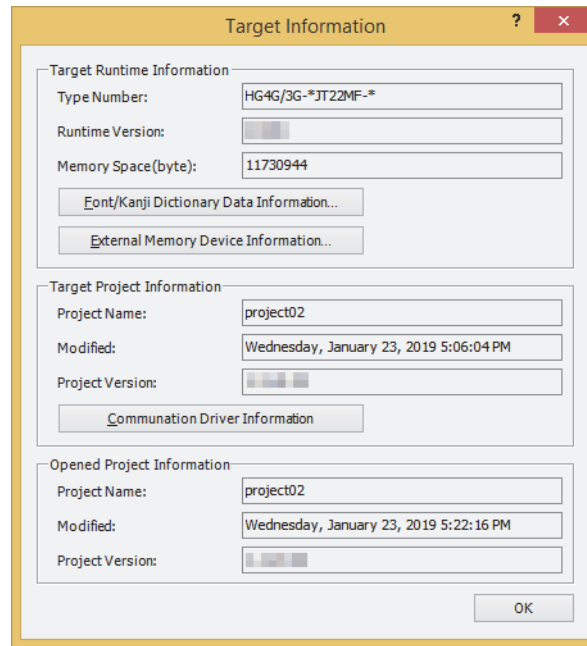 Target Information
?
Target Runtime Information
Type Number: HG4G/3G-*JT22MF-*
Runtime Version:
Memory Space(byte): 11730944
Font/Kanji Dictionary Data Information...
External Memory Device Information...
Target Project Information
Project Name: project02
Modified: Wednesday, January 23, 2019 5:06:04 PM
Project Version:
Communation Driver Information
Opened Project Information
Project Name: project02
Modified: Wednesday, January 23, 2019 5:22:16 PM
Project Version:
OK